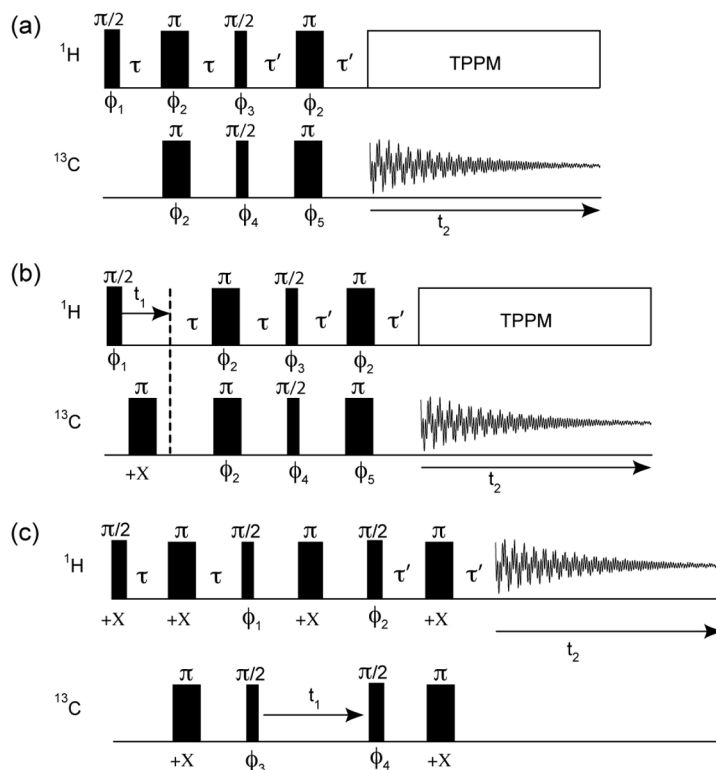 (a)
π/2 π π/2 π
¹H τ τ τ′ τ′ TPPM
ϕ₁ ϕ₂ ϕ₃ ϕ₂
π π/2 π
¹³C
ϕ₂ ϕ₄ ϕ₅
t₂
(b)
π/2 π π/2 π
t₁
¹H τ τ τ′ τ′ TPPM
ϕ₁ ϕ₂ ϕ₃ ϕ₂
π π π/2 π
¹³C
+X ϕ₂ ϕ₄ ϕ₅
t₂
(c)
π/2 π π/2 π π/2 π
¹H τ τ τ′ τ′
+X +X ϕ₁ +X ϕ₂ +X
t₂
π π/2 π/2 π
¹³C t₁
+X ϕ₃ ϕ₄ +X